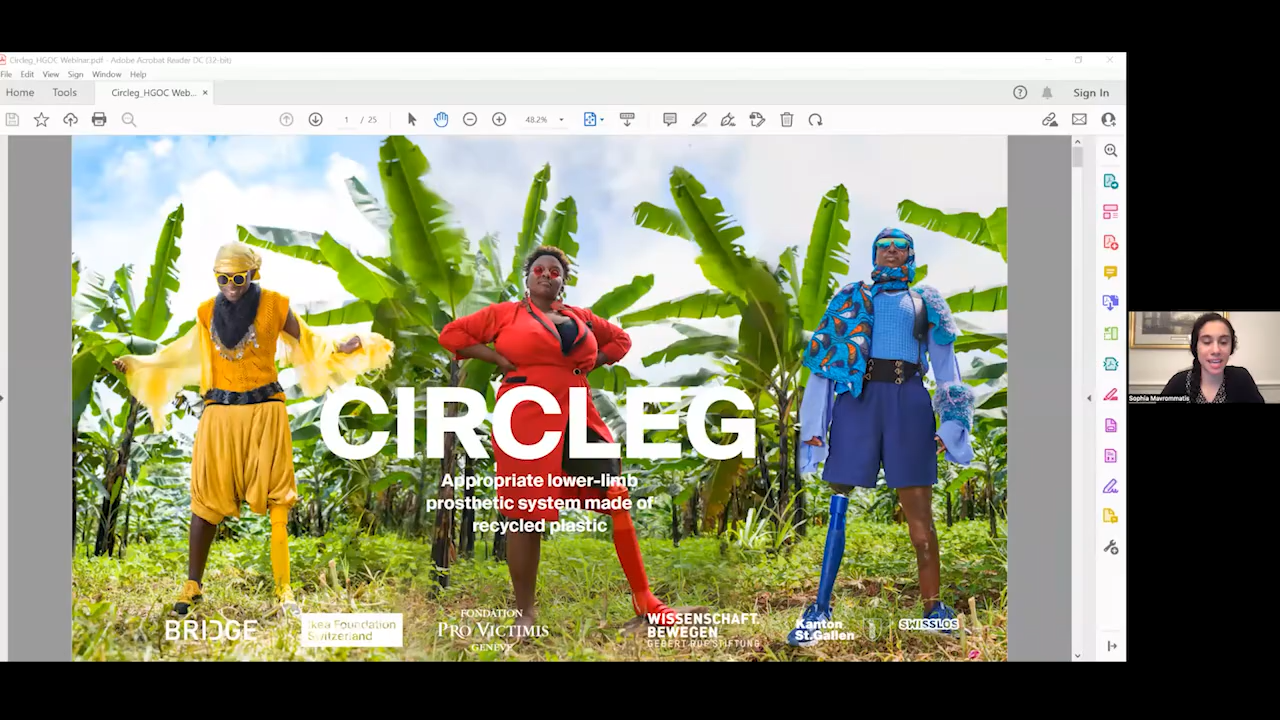 Circleg_HGOC Webinar.pdf - Adobe Acrobat Reader DC (32-bit)
File Edit View Sign Window Help
Home Tools Circleg_HGOC Web... × Sign In
1 / 25 48.2%
CIRCLEG
Appropriate lower-limb
prosthetic system made of
recycled plastic
BRIDGE
Ikea Foundation
Switzerland
FONDATION
PRO VICTIMIS
GENÈVE
WISSENSCHAFT.
BEWEGEN
GEBERT RÜF STIFTUNG
Kanton
St.Gallen
SWISSLOS
Sophia Mavrommatis